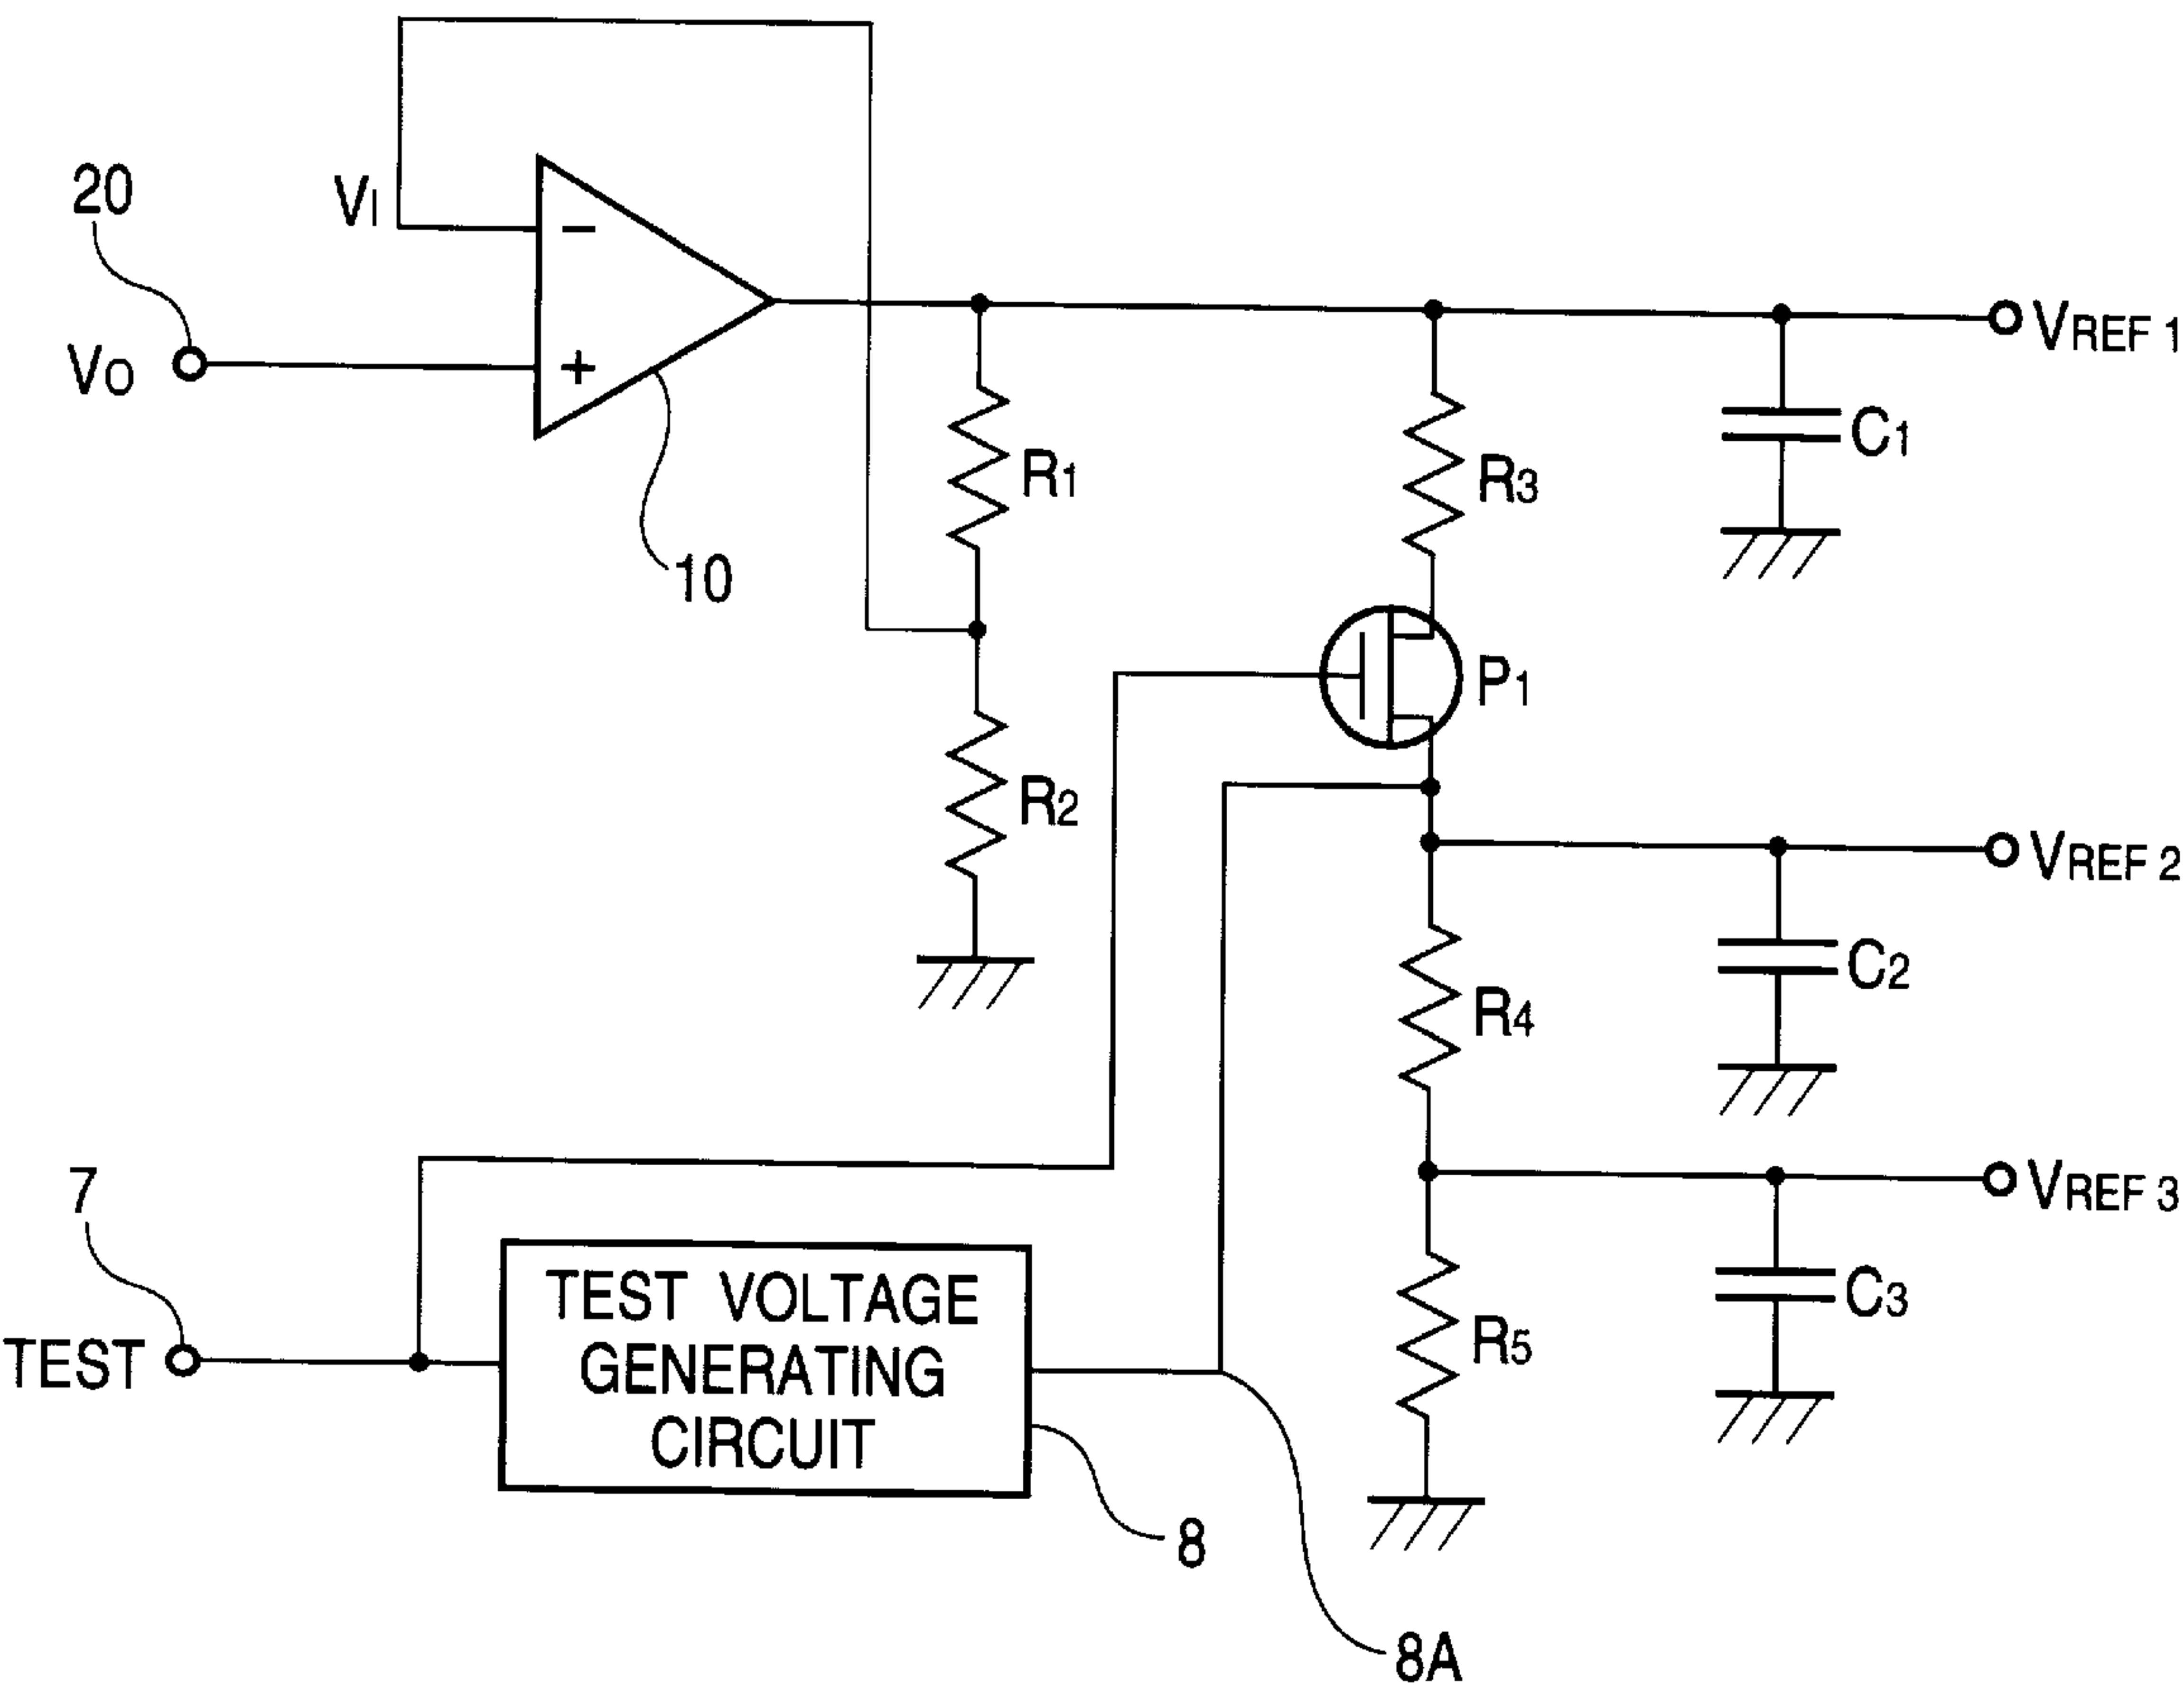 20
VI
VO
10
R1
R2
R3
P1
R4
R5
C1
C2
C3
VREF 1
VREF 2
VREF 3
7
TEST
TEST VOLTAGE
GENERATING
CIRCUIT
8
8A
−
+